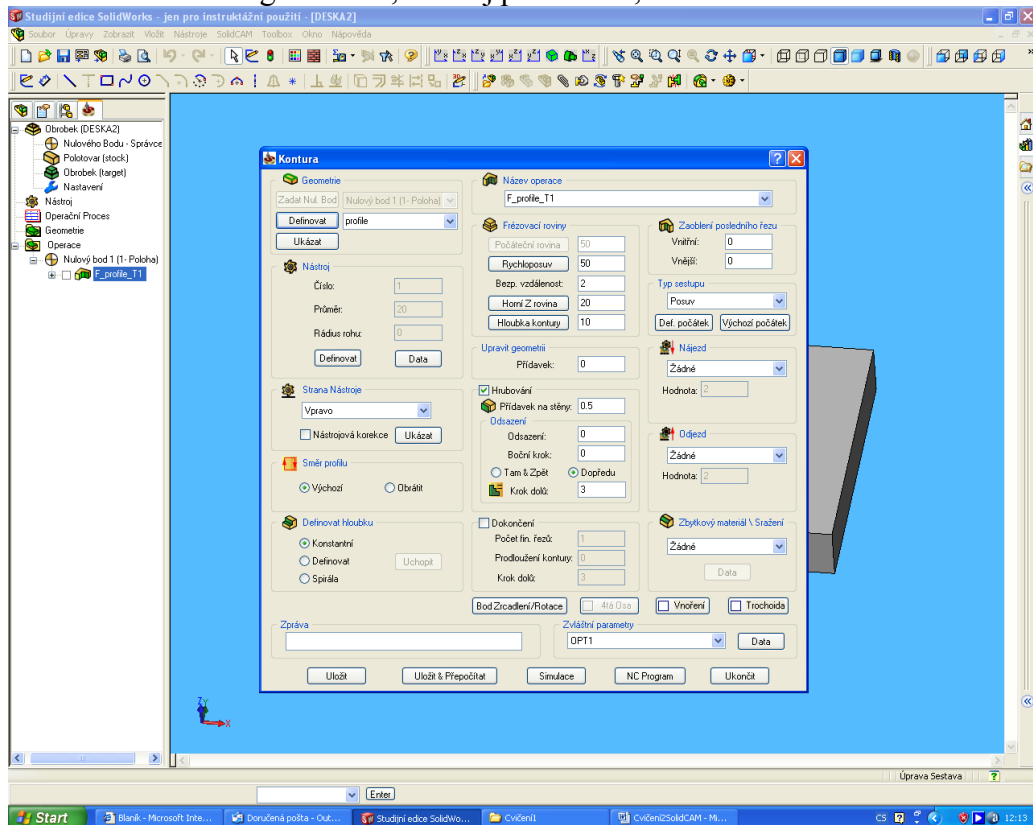 Studijní edice SolidWorks - jen pro instruktážní použití - [DESKA2]
Soubor Úpravy Zobrazit Vložit Nástroje SolidCAM Toolbox Okno Nápověda
Obrobek (DESKA2)
Nulového Bodu - Správce
Polotovar (stock)
Obrobek (target)
Nastavení
Nástroj
Operační Proces
Geometrie
Operace
Nulový bod 1 (1- Poloha)
F_profile_T1
Kontura
Geometrie
Zadat Nul. Bod Nulový bod 1 (1- Poloha)
Definovat profile
Ukázat
Nástroj
Číslo: 1
Průměr: 20
Rádius rohu: 0
Definovat Data
Strana Nástroje
Vpravo
Nástrojová korekce Ukázat
Směr profilu
Výchozí Obrátit
Definovat hloubku
Konstantní
Definovat Uchopit
Spirála
Název operace
F_profile_T1
Frézovací roviny
Počáteční rovina 50
Rychloposuv 50
Bezp. vzdálenost: 2
Horní Z rovina 20
Hloubka kontury 10
Upravit geometrii
Přídavek: 0
Hrubování
Přídavek na stěny: 0.5
Odsazení
Odsazení: 0
Boční krok: 0
Tam & Zpět Dopředu
Krok dolů: 3
Dokončení
Počet fin. řezů: 1
Prodloužení kontury: 0
Krok dolů: 3
Zaoblení posledního řezu
Vnitřní: 0
Vnější: 0
Typ sestupu
Posuv
Def. počátek Výchozí počátek
Nájezd
Žádné
Hodnota: 2
Odjezd
Žádné
Hodnota: 2
Zbytkový materiál \ Sražení
Žádné
Data
Bod Zrcadlení/Rotace 4tá Osa Vnoření Trochoida
Zpráva
Zvláštní parametry
OPT1 Data
Uložit Uložit & Přepočítat Simulace NC Program Ukončit
Z Y
X
Úprava Sestava
Enter
Start Blaník - Microsoft Inte... Doručená pošta - Out... Studijní edice SolidWo... Cvičení1 Cvičení2SolidCAM - Mi... CS 12:13